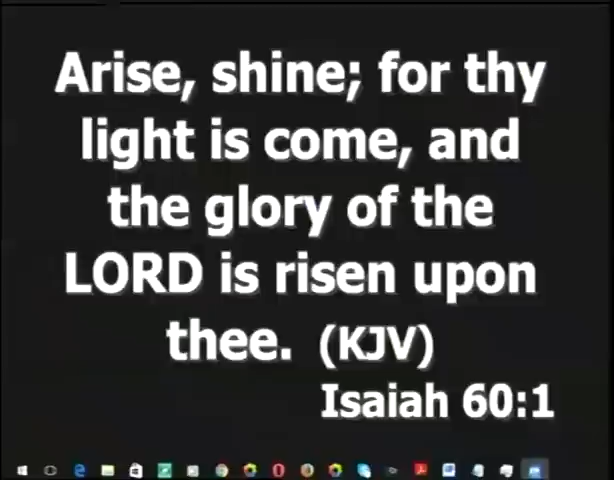 Arise, shine; for thy
light is come, and
the glory of the
LORD is risen upon
thee. (KJV)
Isaiah 60:1